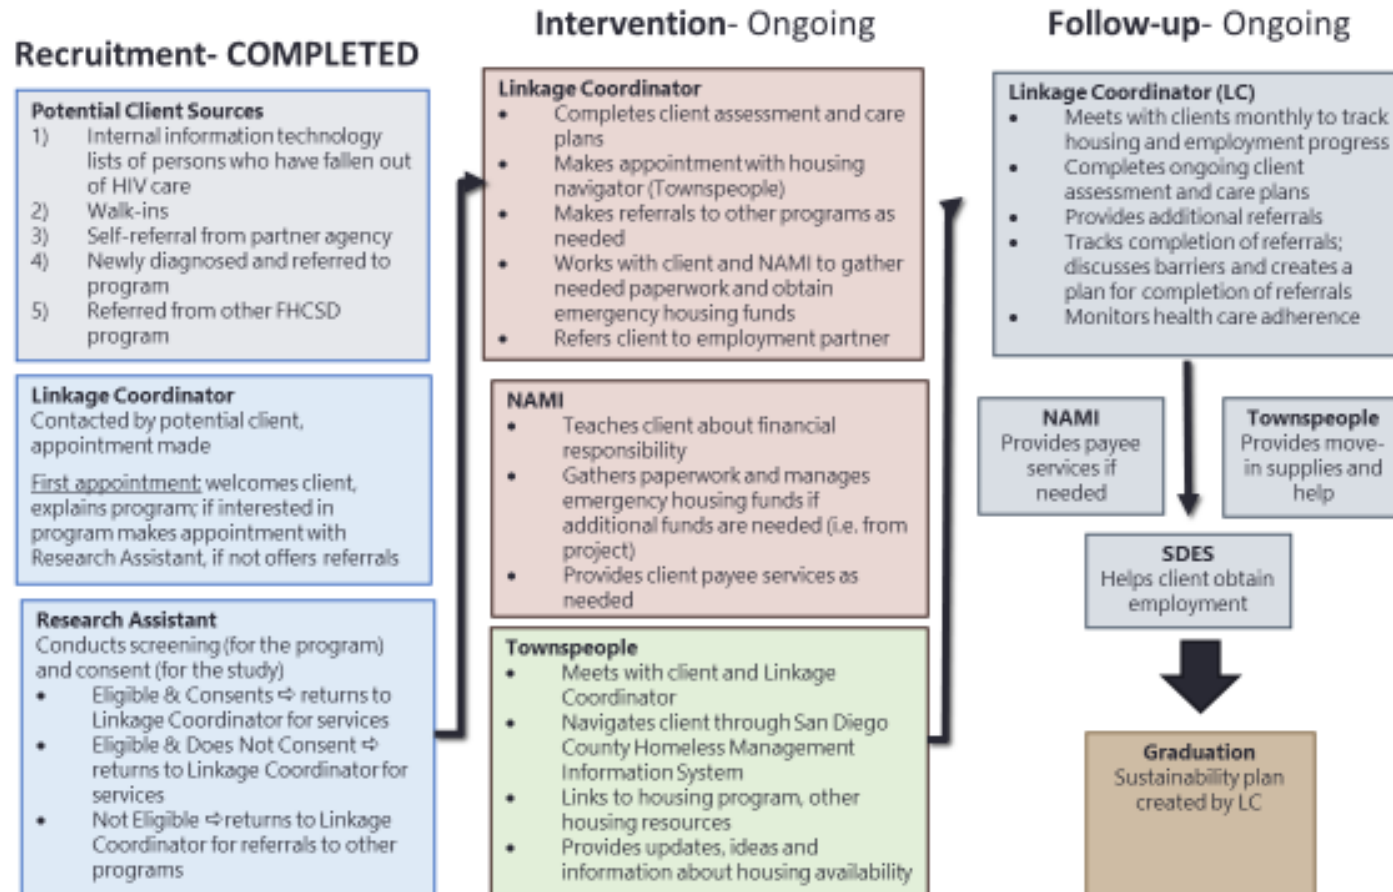 Recruitment- COMPLETED
Potential Client Sources
1) Internal information technology
lists of persons who have fallen out
of HIV care
2) Walk-ins
3) Self-referral from partner agency
4) Newly diagnosed and referred to
program
5) Referred from other FHCSD
program
Linkage Coordinator
Contacted by potential client,
appointment made
First appointment: welcomes client,
explains program; if interested in
program makes appointment with
Research Assistant, if not offers referrals
Research Assistant
Conducts screening (for the program)
and consent (for the study)
• Eligible & Consents ⇨ returns to
Linkage Coordinator for services
• Eligible & Does Not Consent ⇨
returns to Linkage Coordinator for
services
• Not Eligible ⇨returns to Linkage
Coordinator for referrals to other
programs
Intervention- Ongoing
Linkage Coordinator
• Completes client assessment and care
plans
• Makes appointment with housing
navigator (Townspeople)
• Makes referrals to other programs as
needed
• Works with client and NAMI to gather
needed paperwork and obtain
emergency housing funds
• Refers client to employment partner
NAMI
• Teaches client about financial
responsibility
• Gathers paperwork and manages
emergency housing funds if
additional funds are needed (i.e. from
project)
• Provides client payee services as
needed
Townspeople
• Meets with client and Linkage
Coordinator
• Navigates client through San Diego
County Homeless Management
Information System
• Links to housing program, other
housing resources
• Provides updates, ideas and
information about housing availability
Follow-up- Ongoing
Linkage Coordinator (LC)
• Meets with clients monthly to track
housing and employment progress
• Completes ongoing client
assessment and care plans
• Provides additional referrals
• Tracks completion of referrals;
discusses barriers and creates a
plan for completion of referrals
• Monitors health care adherence
NAMI
Provides payee
services if
needed
Townspeople
Provides move-
in supplies and
help
SDES
Helps client obtain
employment
Graduation
Sustainability plan
created by LC